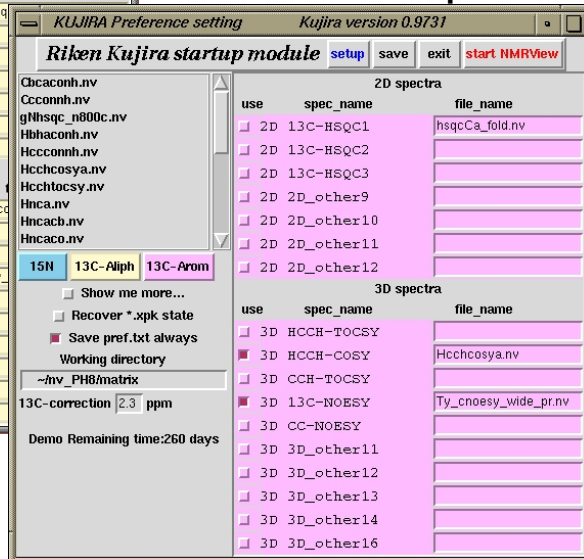 KUJIRA Preference setting Kujira version 0.9731
Riken Kujira startup module setup save exit start NMRView
Cbcaconh.nv
Ccconnh.nv
gNhsqc_n800c.nv
Hbhaconh.nv
Hccconnh.nv
Hcchcosya.nv
Hcchtocsy.nv
Hnca.nv
Hncacb.nv
Hncaco.nv
15N 13C-Aliph 13C-Arom
Show me more...
Recover *.xpk state
Save pref.txt always
Working directory
~/nv_PH8/matrix
13C-correction 2.3 ppm
Demo Remaining time:260 days
2D spectra
use spec_name file_name
2D 13C-HSQC1 hsqcCa_fold.nv
2D 13C-HSQC2
2D 13C-HSQC3
2D 2D_other9
2D 2D_other10
2D 2D_other11
2D 2D_other12
3D spectra
use spec_name file_name
3D HCCH-TOCSY
3D HCCH-COSY Hcchcosya.nv
3D CCH-TOCSY
3D 13C-NOESY Ty_cnoesy_wide_pr.nv
3D CC-NOESY
3D 3D_other11
3D 3D_other12
3D 3D_other13
3D 3D_other14
3D 3D_other16